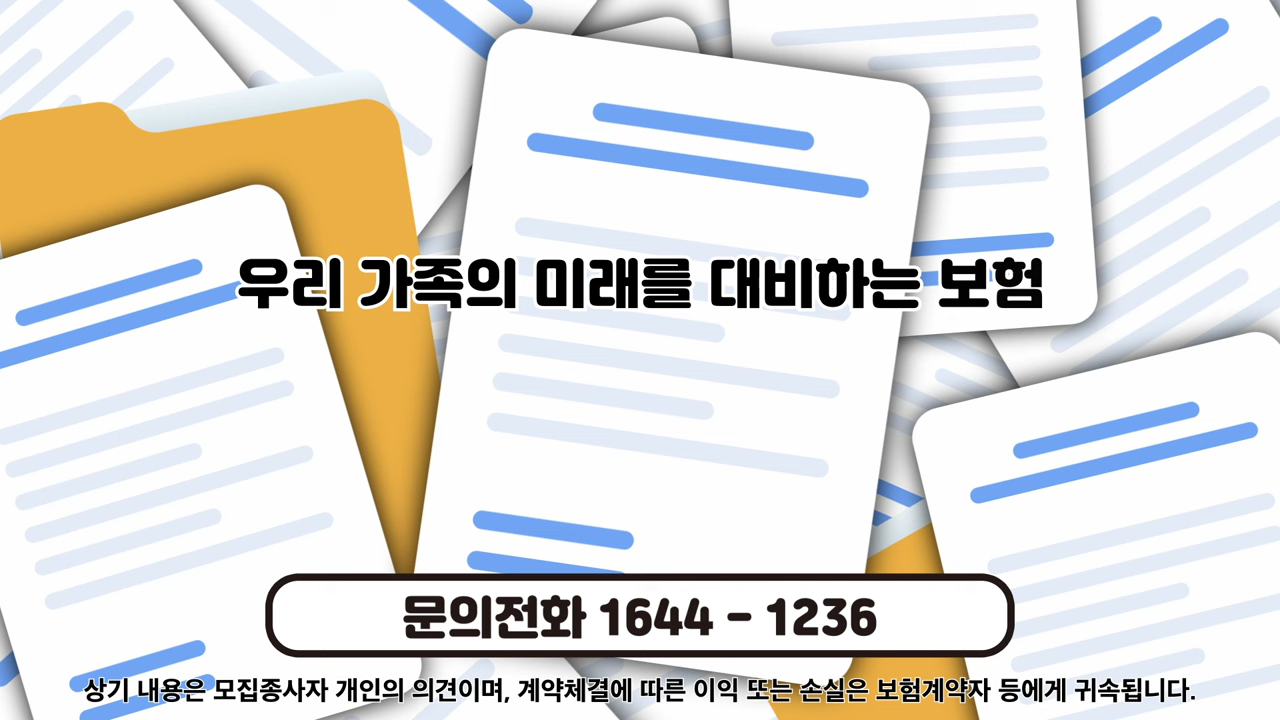 우리 가족의 미래를 대비하는 보험
문의전화 1644 - 1236
상기 내용은 모집종사자 개인의 의견이며, 계약체결에 따른 이익 또는 손실은 보험계약자 등에게 귀속됩니다.